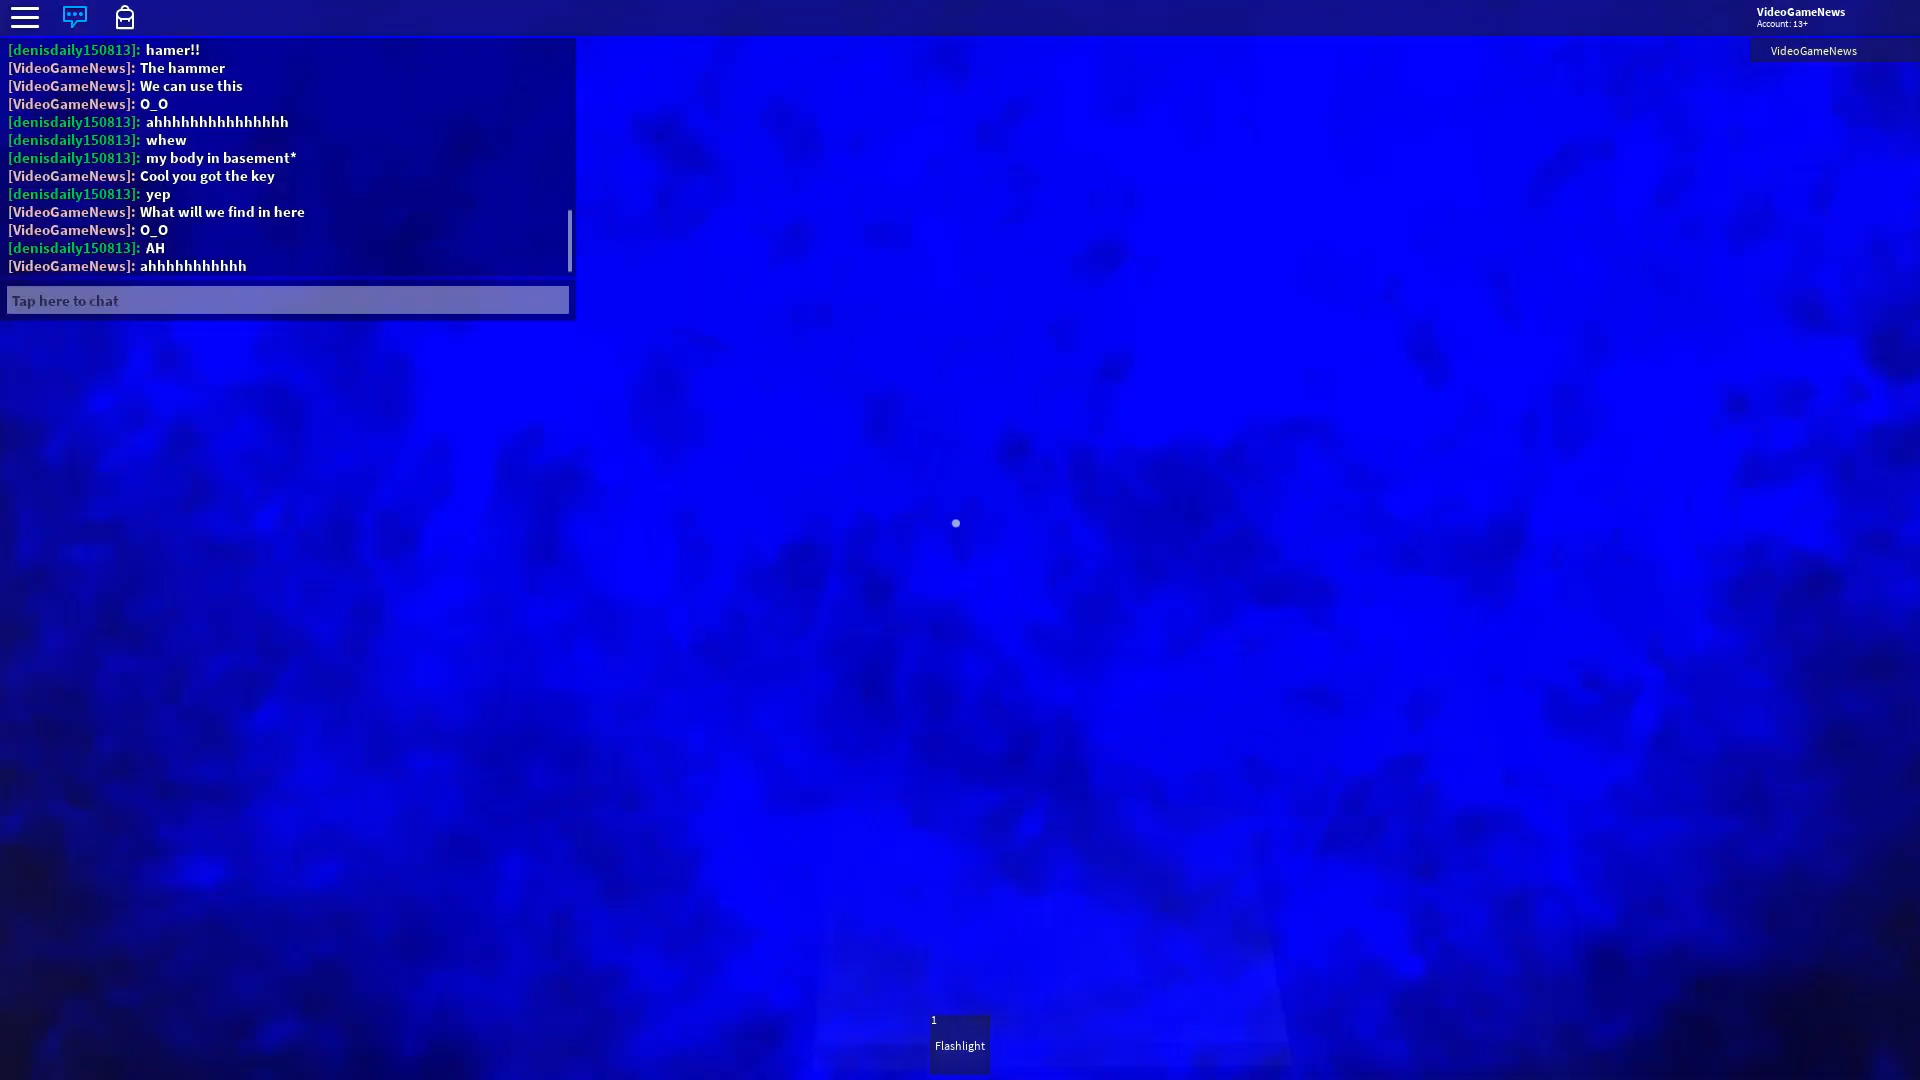 VideoGameNews
Account: 13+
VideoGameNews
[denisdaily150813]: hamer!!
[VideoGameNews]: The hammer
[VideoGameNews]: We can use this
[VideoGameNews]: O_O
[denisdaily150813]: ahhhhhhhhhhhhhhh
[denisdaily150813]: whew
[denisdaily150813]: my body in basement*
[VideoGameNews]: Cool you got the key
[denisdaily150813]: yep
[VideoGameNews]: What will we find in here
[VideoGameNews]: O_O
[denisdaily150813]: AH
[VideoGameNews]: ahhhhhhhhhhh
Tap here to chat
1
Flashlight